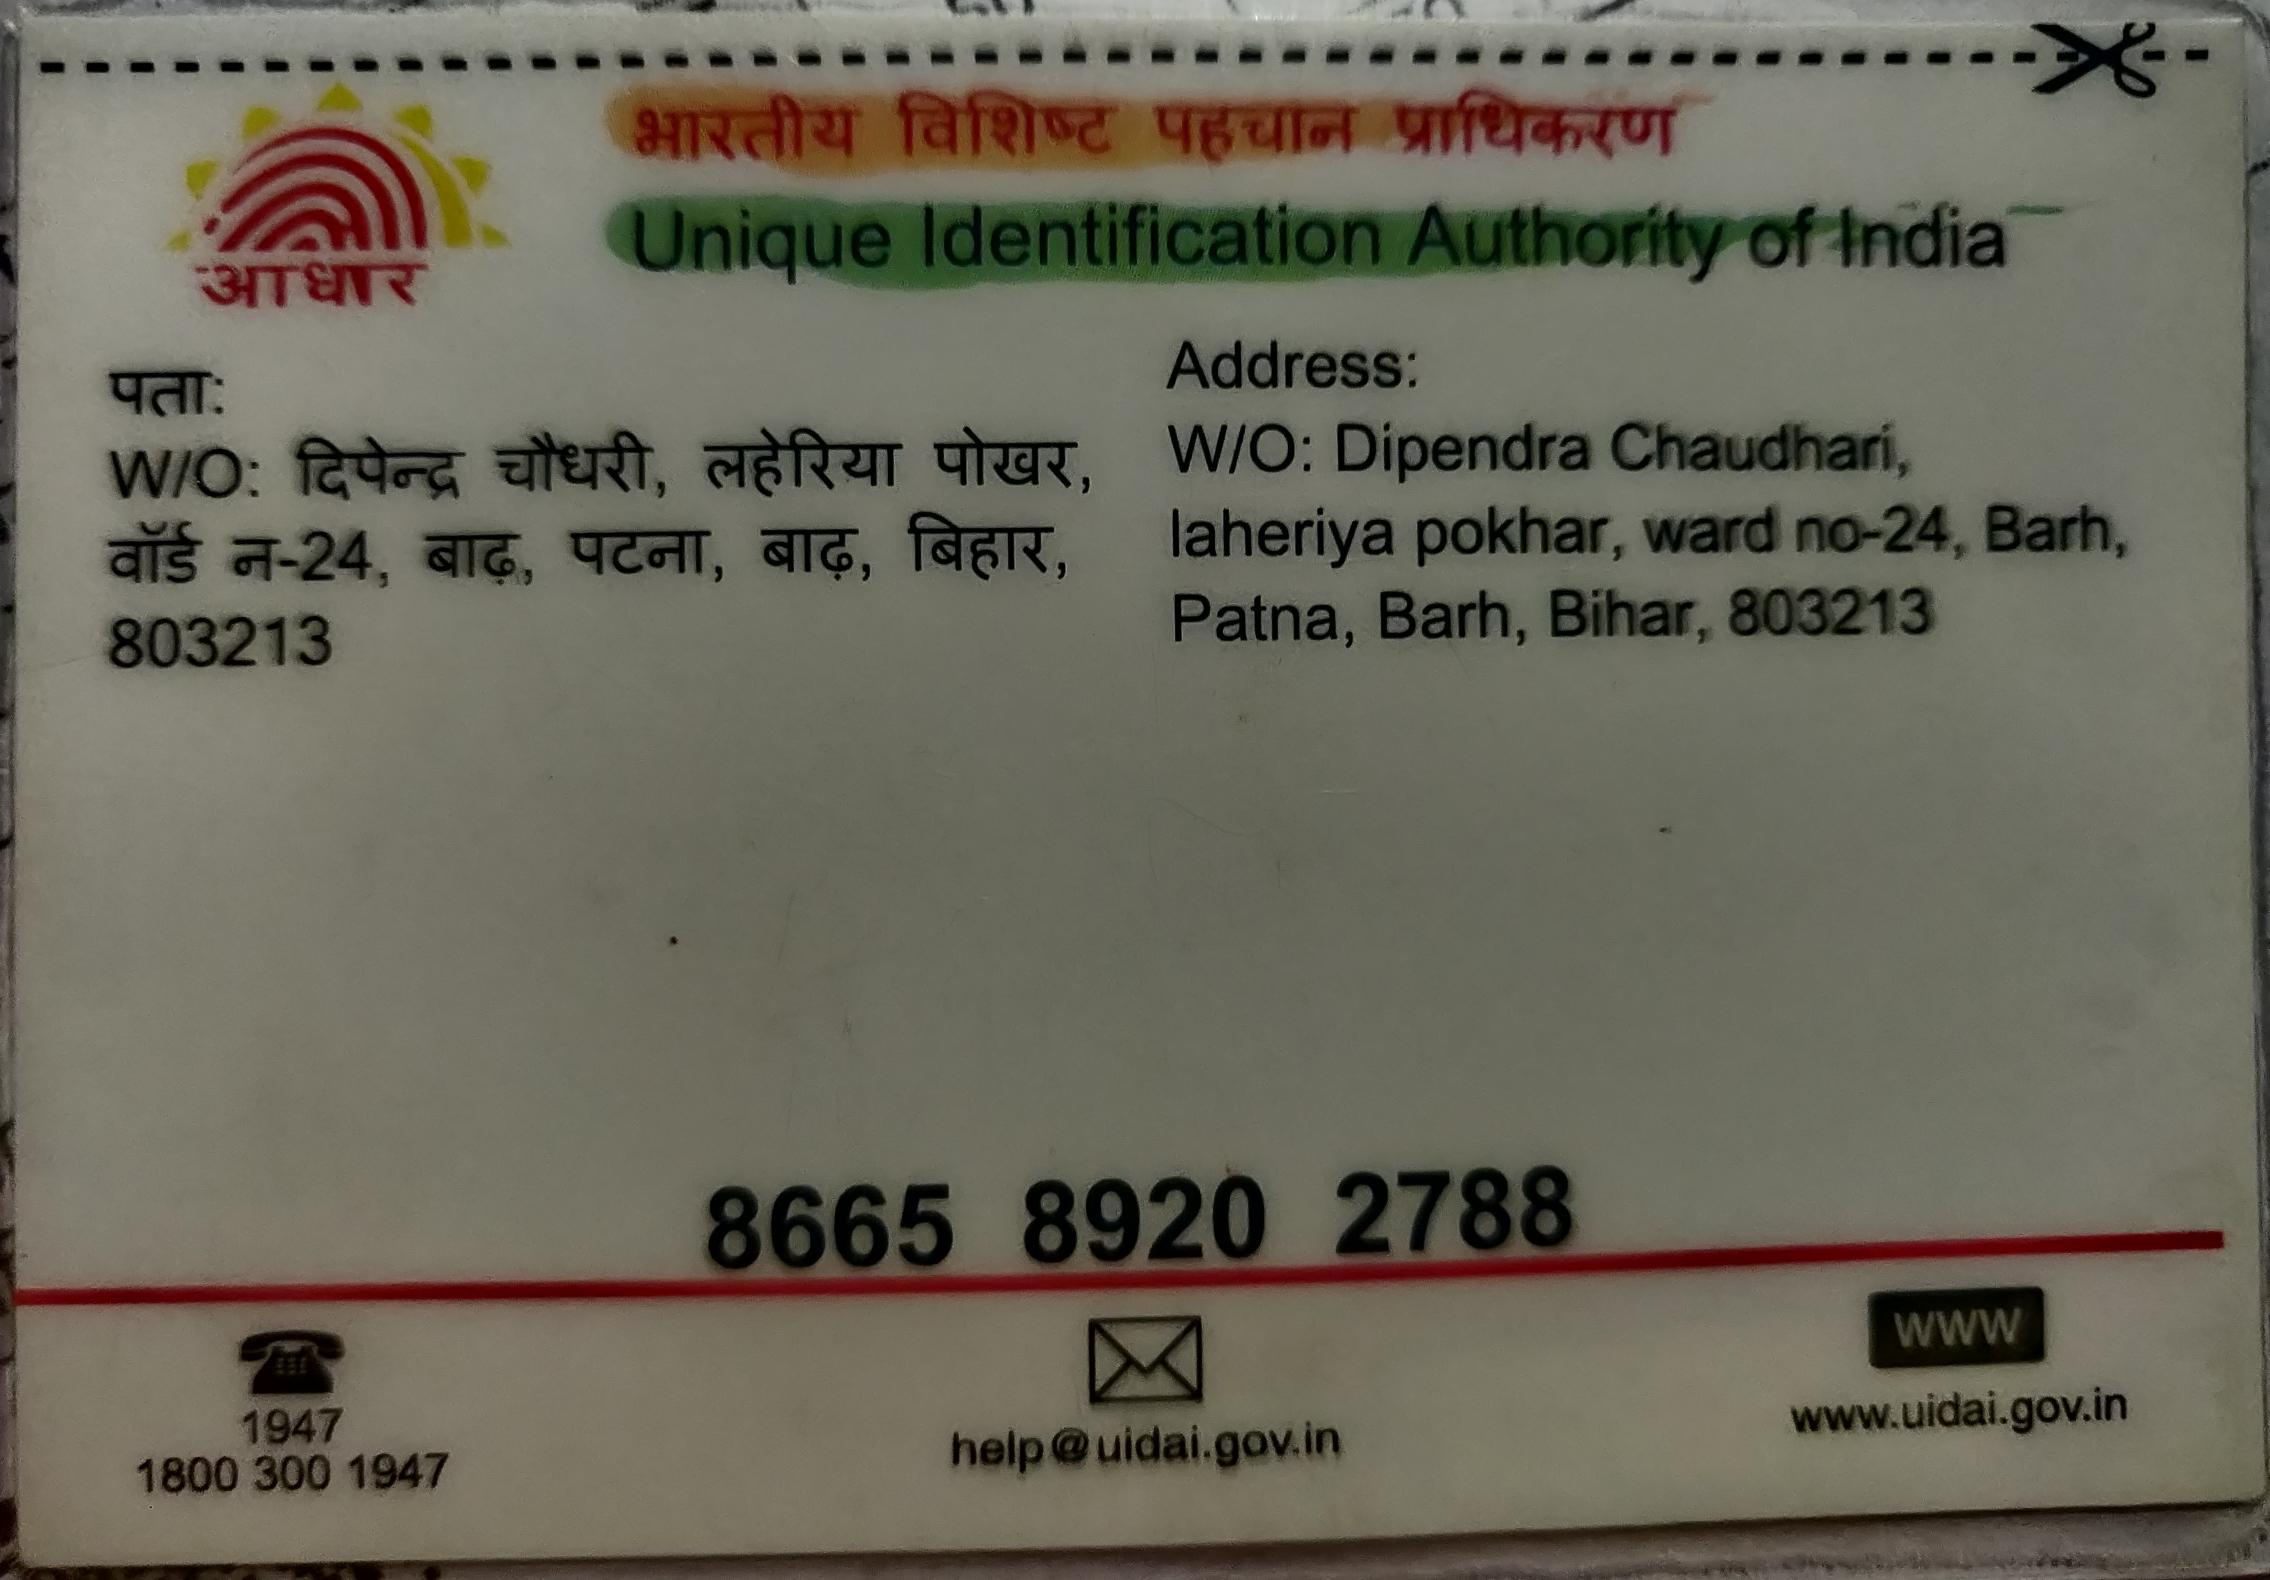 भारतीय विशिष्ट पहचान प्राधिकरण
Unique Identification Authority of India
आधार
पता:
W/O: दिपेन्द्र चौधरी, लहेरिया पोखर,
वॉर्ड न-24, बाढ़, पटना, बाढ़, बिहार,
803213
Address:
W/O: Dipendra Chaudhari,
laheriya pokhar, ward no-24, Barh,
Patna, Barh, Bihar, 803213
8665 8920 2788
1947
1800 300 1947
help@uidai.gov.in
WWW
www.uidai.gov.in